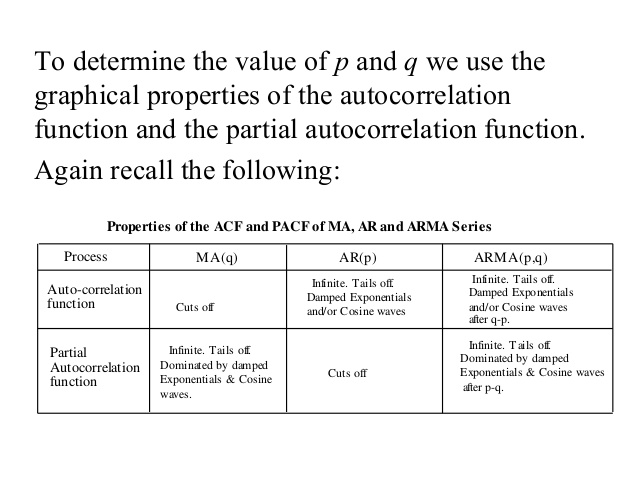 To determine the value of p and q we use the
graphical properties of the autocorrelation
function and the partial autocorrelation function.
Again recall the following:
Properties of the ACF and PACF of MA, AR and ARMA Series
Process MA(q) AR(p) ARMA(p,q)
Auto-correlation
function
Cuts off
Infinite. Tails off.
Damped Exponentials
and/or Cosine waves
Infinite. Tails off.
Damped Exponentials
and/or Cosine waves
after q-p.
Partial
Autocorrelation
function
Infinite. Tails off.
Dominated by damped
Exponentials & Cosine
waves.
Cuts off
Infinite. Tails off.
Dominated by damped
Exponentials & Cosine waves
after p-q.